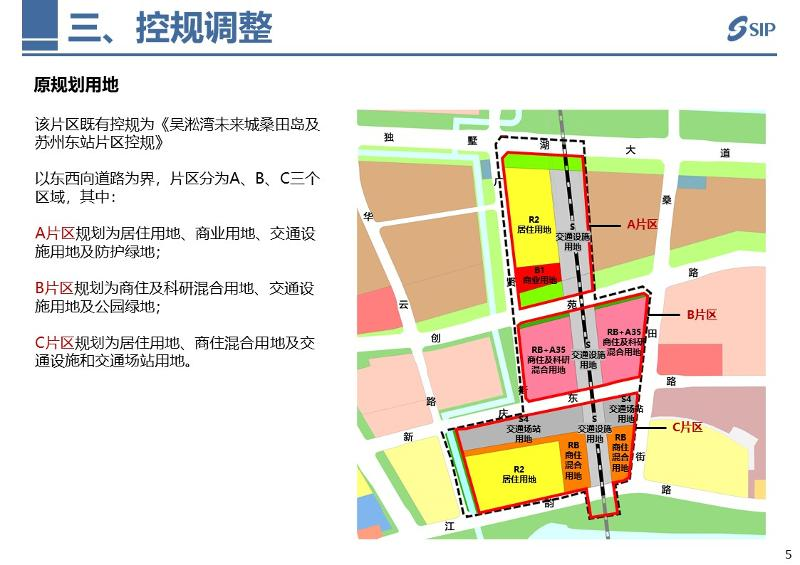 三、控规调整
SIP
原规划用地
该片区既有控规为《吴淞湾未来城桑田岛及
苏州东站片区控规》
以东西向道路为界，片区分为A、B、C三个
区域，其中：
A片区规划为居住用地、商业用地、交通设
施用地及防护绿地；
B片区规划为商住及科研混合用地、交通设
施用地及公园绿地；
C片区规划为居住用地、商住混合用地及交
通设施和交通场站用地。
独
墅
湖
大
道
桑
华
R2
居住用地
S
交通设施
用地
A片区
B1
商业用地
贤
路
云
苑
B片区
创
RB+A35
商住及科研
混合用地
S
交通设施
用地
RB+A35
商住及科研
混合用地
田
路
路
东
庆
新
S4
交通场站
用地
S
交通设施
用地
S4
交通场站
用地
C片区
R2
居住用地
RB
商住
混合
用地
RB
商住
混合
用地
街
路
江
韵
5